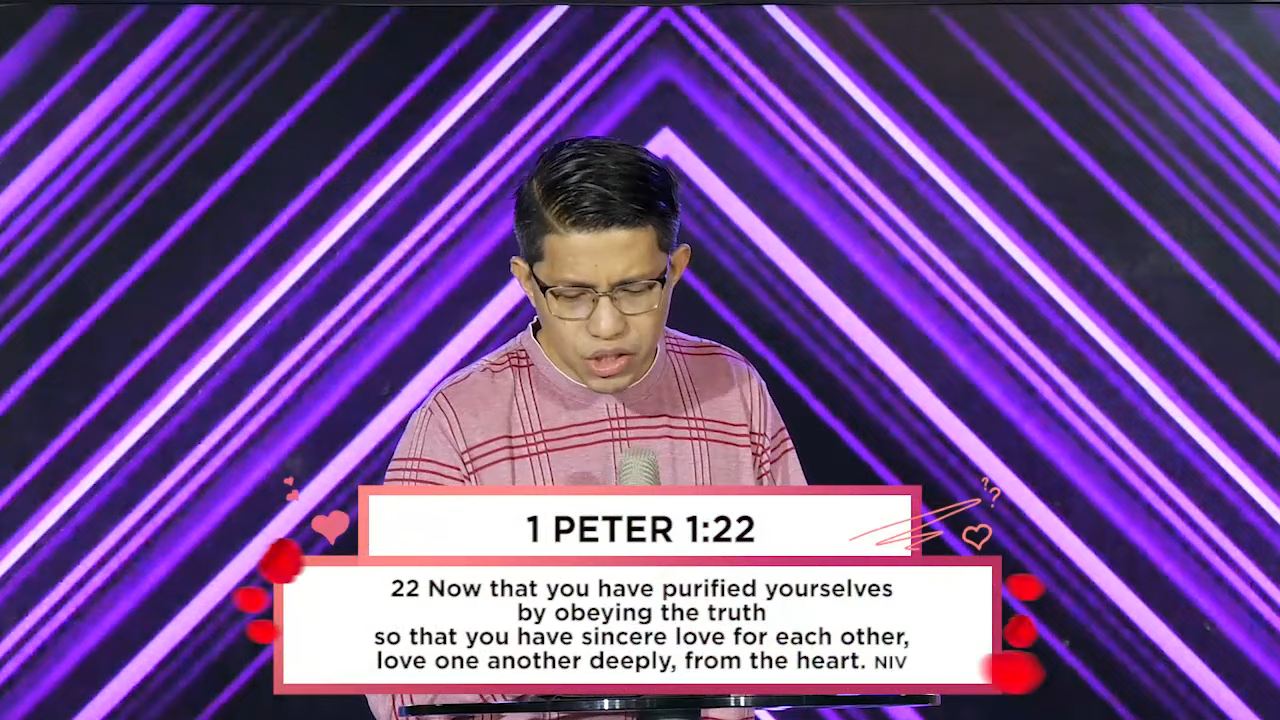 1 PETER 1:22
22 Now that you have purified yourselves
by obeying the truth
so that you have sincere love for each other,
love one another deeply, from the heart. NIV